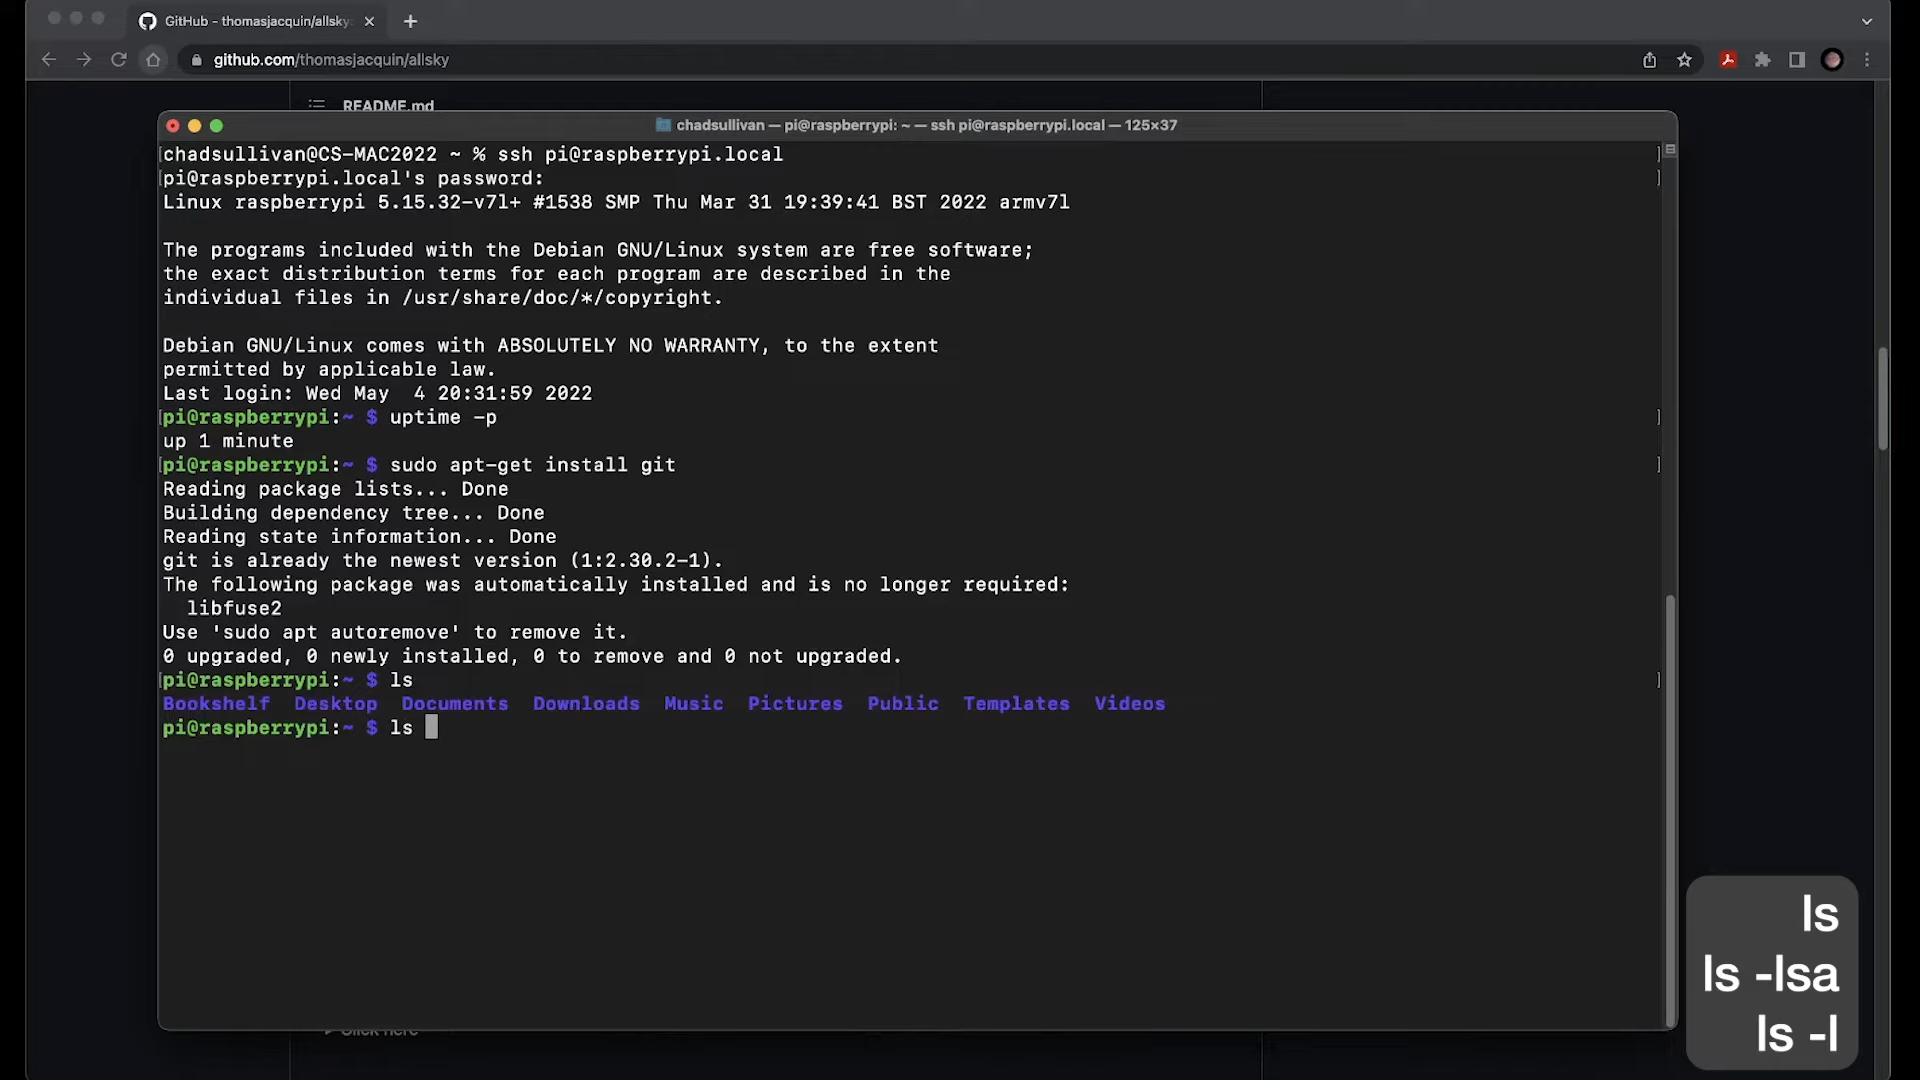 GitHub - thomasjacquin/allsky:
github.com/thomasjacquin/allsky
README.md
chadsullivan — pi@raspberrypi: ~ — ssh pi@raspberrypi.local — 125×37
chadsullivan@CS-MAC2022 ~ % ssh pi@raspberrypi.local
pi@raspberrypi.local's password:
Linux raspberrypi 5.15.32-v7l+ #1538 SMP Thu Mar 31 19:39:41 BST 2022 armv7l
The programs included with the Debian GNU/Linux system are free software;
the exact distribution terms for each program are described in the
individual files in /usr/share/doc/*/copyright.
Debian GNU/Linux comes with ABSOLUTELY NO WARRANTY, to the extent
permitted by applicable law.
Last login: Wed May  4 20:31:59 2022
pi@raspberrypi:~ $ uptime -p
up 1 minute
pi@raspberrypi:~ $ sudo apt-get install git
Reading package lists... Done
Building dependency tree... Done
Reading state information... Done
git is already the newest version (1:2.30.2-1).
The following package was automatically installed and is no longer required:
  libfuse2
Use 'sudo apt autoremove' to remove it.
0 upgraded, 0 newly installed, 0 to remove and 0 not upgraded.
pi@raspberrypi:~ $ ls
Bookshelf  Desktop  Documents  Downloads  Music  Pictures  Public  Templates  Videos
pi@raspberrypi:~ $ ls
Click here
ls
ls -lsa
ls -l